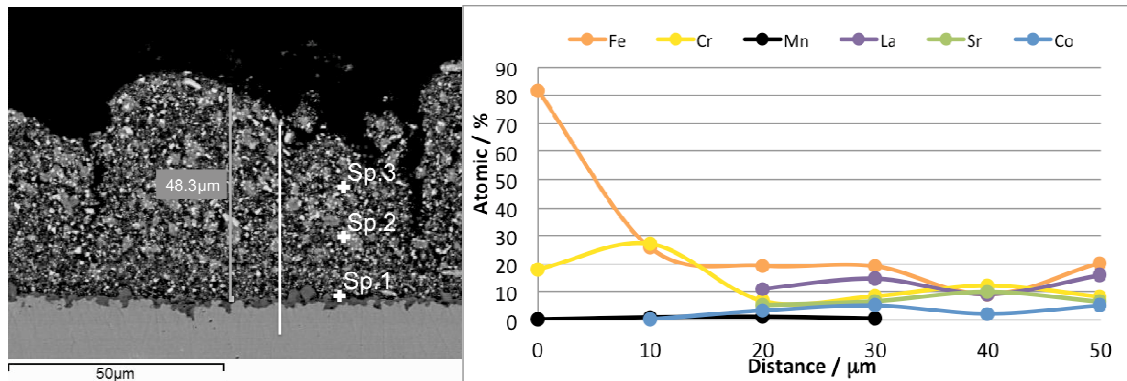 48.3µm
Sp.3
Sp.2
Sp.1
50µm
Fe Cr Mn La Sr Co
Atomic / %
90
80
70
60
50
40
30
20
10
0
0 10 20 30 40 50
Distance / µm